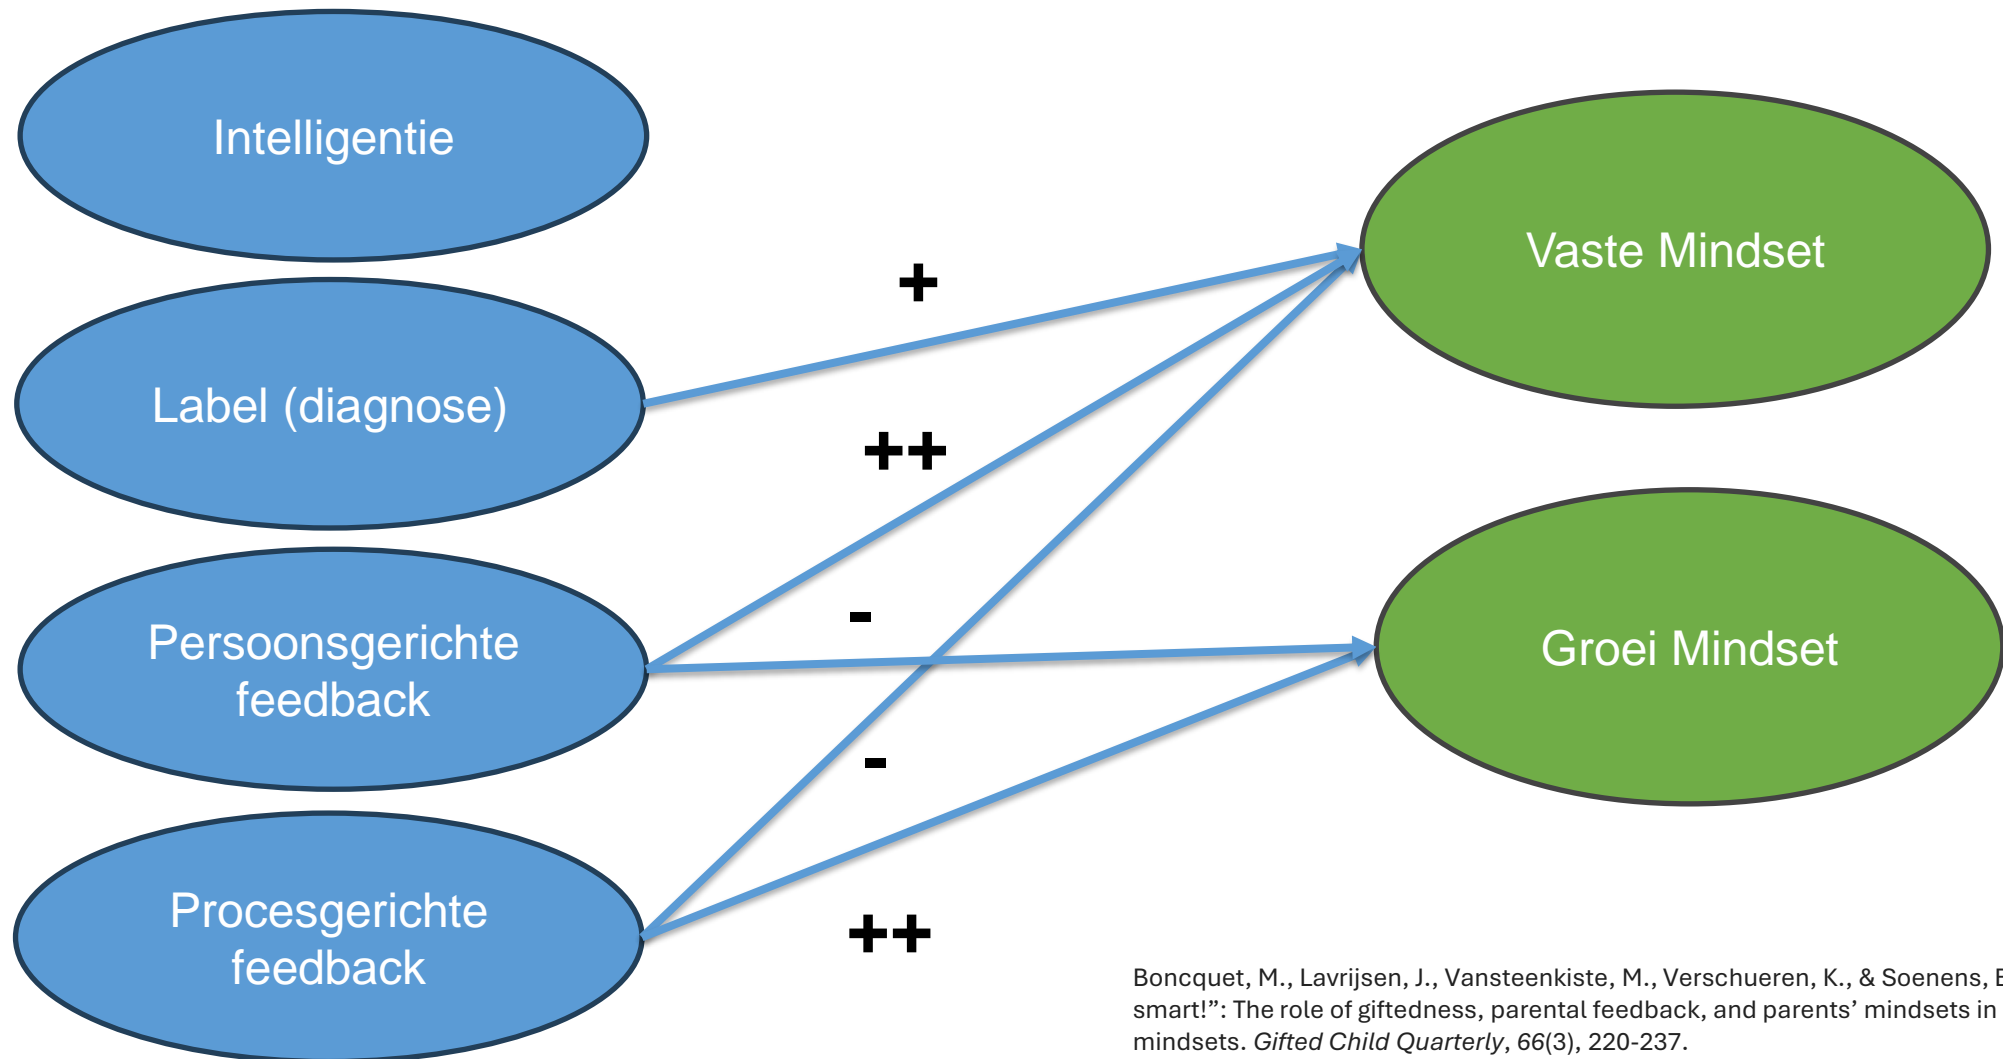 Intelligentie
Label (diagnose)
Persoonsgerichte
feedback
Procesgerichte
feedback
+
++
-
-
++
Vaste Mindset
Groei Mindset
Boncquet, M., Lavrijsen, J., Vansteenkiste, M., Verschueren, K., & Soenens,
smart!”: The role of giftedness, parental feedback, and parents’ mindsets in
mindsets. Gifted Child Quarterly, 66(3), 220-237.